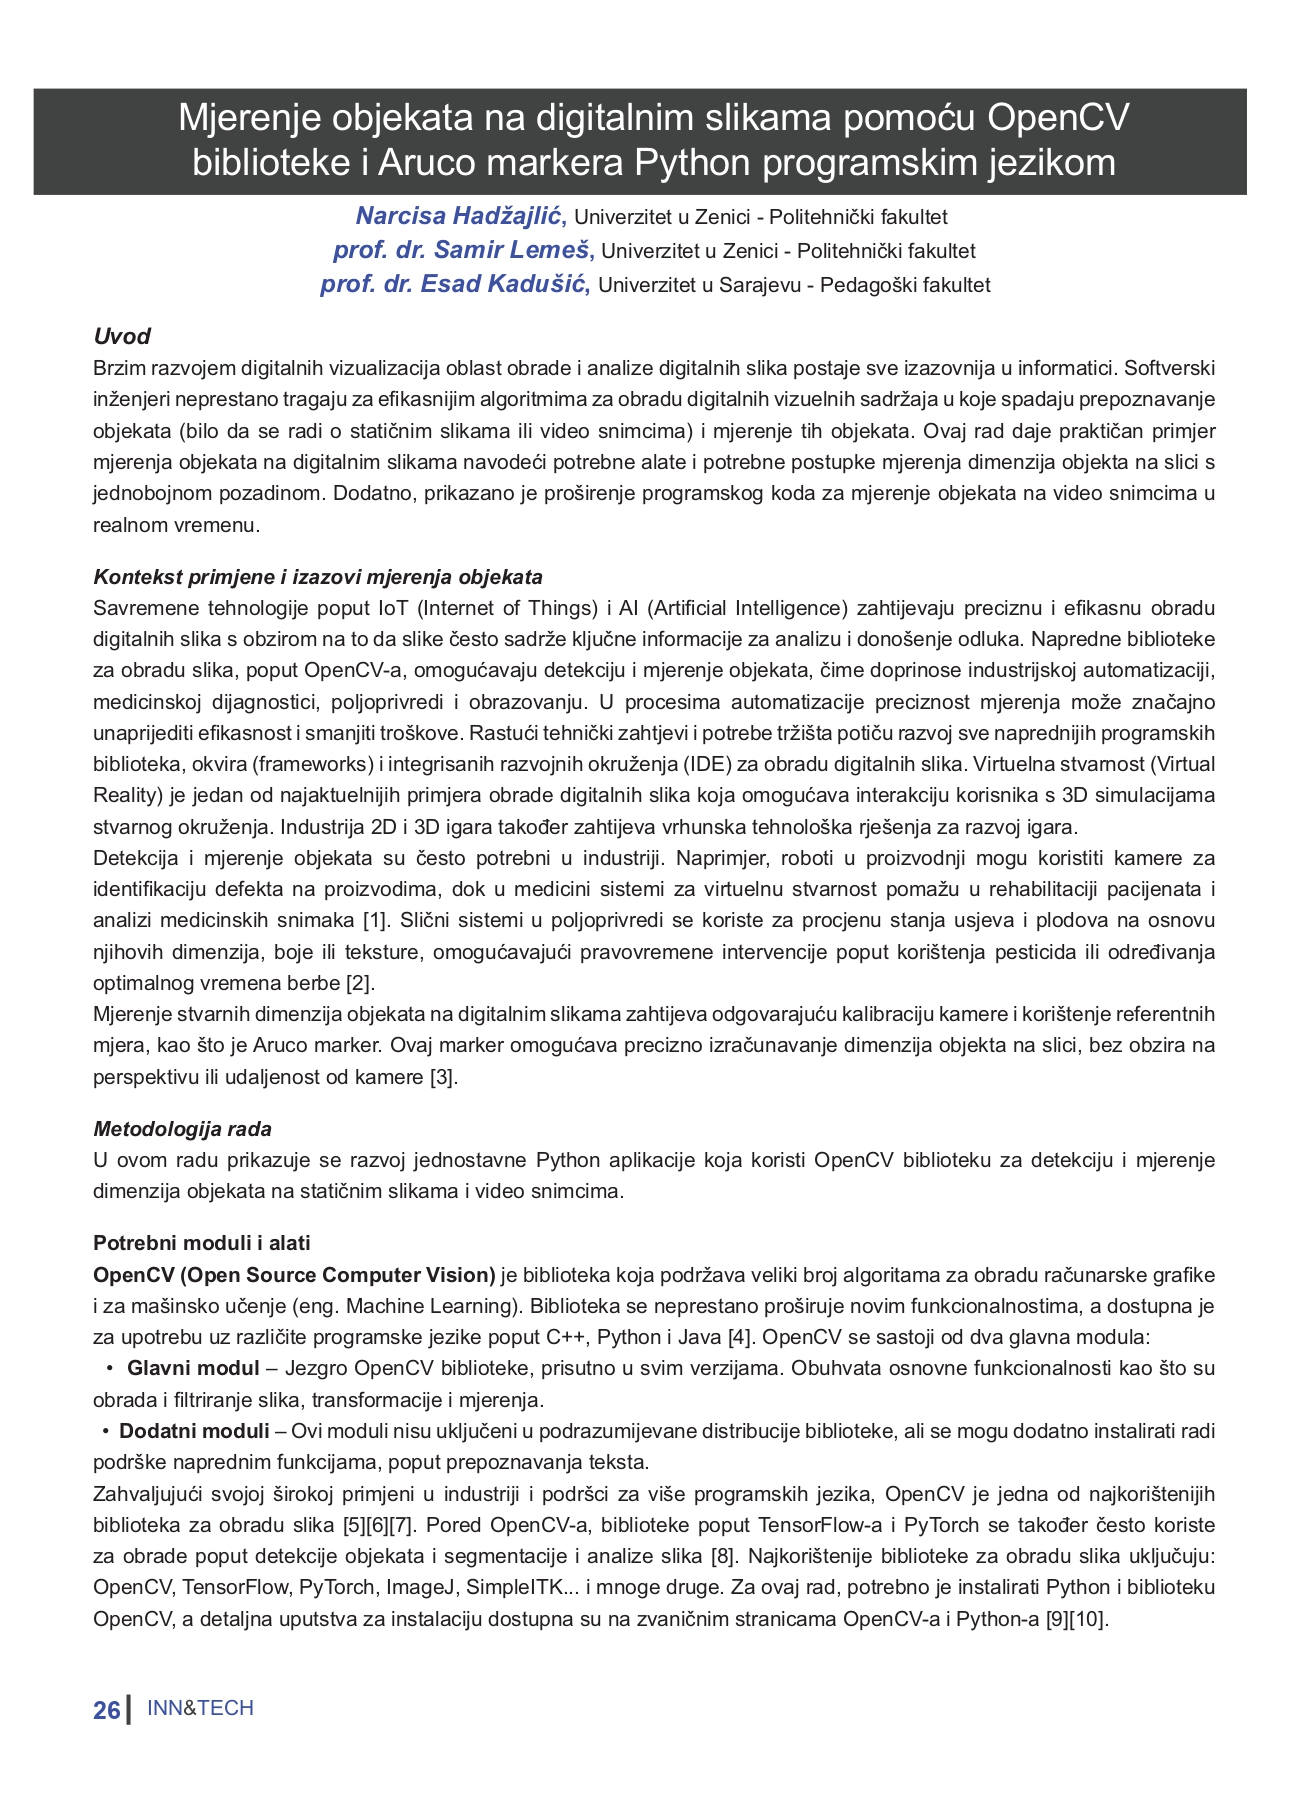 Mjerenje objekata na digitalnim slikama pomoću OpenCV
biblioteke i Aruco markera Python programskim jezikom
Narcisa Hadžajlić, Univerzitet u Zenici - Politehnički fakultet
prof. dr. Samir Lemeš, Univerzitet u Zenici - Politehnički fakultet
prof. dr. Esad Kadušić, Univerzitet u Sarajevu - Pedagoški fakultet
Uvod
Brzim razvojem digitalnih vizualizacija oblast obrade i analize digitalnih slika postaje sve izazovnija u informatici. Softverski
inženjeri neprestano tragaju za efikasnijim algoritmima za obradu digitalnih vizuelnih sadržaja u koje spadaju prepoznavanje
objekata (bilo da se radi o statičnim slikama ili video snimcima) i mjerenje tih objekata. Ovaj rad daje praktičan primjer
mjerenja objekata na digitalnim slikama navodeći potrebne alate i potrebne postupke mjerenja dimenzija objekta na slici s
jednobojnom pozadinom. Dodatno, prikazano je proširenje programskog koda za mjerenje objekata na video snimcima u
realnom vremenu.
Kontekst primjene i izazovi mjerenja objekata
Savremene tehnologije poput IoT (Internet of Things) i AI (Artificial Intelligence) zahtijevaju preciznu i efikasnu obradu
digitalnih slika s obzirom na to da slike često sadrže ključne informacije za analizu i donošenje odluka. Napredne biblioteke
za obradu slika, poput OpenCV-a, omogućavaju detekciju i mjerenje objekata, čime doprinose industrijskoj automatizaciji,
medicinskoj dijagnostici, poljoprivredi i obrazovanju. U procesima automatizacije preciznost mjerenja može značajno
unaprijediti efikasnost i smanjiti troškove. Rastući tehnički zahtjevi i potrebe tržišta potiču razvoj sve naprednijih programskih
biblioteka, okvira (frameworks) i integrisanih razvojnih okruženja (IDE) za obradu digitalnih slika. Virtuelna stvarnost (Virtual
Reality) je jedan od najaktuelnijih primjera obrade digitalnih slika koja omogućava interakciju korisnika s 3D simulacijama
stvarnog okruženja. Industrija 2D i 3D igara također zahtijeva vrhunska tehnološka rješenja za razvoj igara.
Detekcija i mjerenje objekata su često potrebni u industriji. Naprimjer, roboti u proizvodnji mogu koristiti kamere za
identifikaciju defekta na proizvodima, dok u medicini sistemi za virtuelnu stvarnost pomažu u rehabilitaciji pacijenata i
analizi medicinskih snimaka [1]. Slični sistemi u poljoprivredi se koriste za procjenu stanja usjeva i plodova na osnovu
njihovih dimenzija, boje ili teksture, omogućavajući pravovremene intervencije poput korištenja pesticida ili određivanja
optimalnog vremena berbe [2].
Mjerenje stvarnih dimenzija objekata na digitalnim slikama zahtijeva odgovarajuću kalibraciju kamere i korištenje referentnih
mjera, kao što je Aruco marker. Ovaj marker omogućava precizno izračunavanje dimenzija objekta na slici, bez obzira na
perspektivu ili udaljenost od kamere [3].
Metodologija rada
U ovom radu prikazuje se razvoj jednostavne Python aplikacije koja koristi OpenCV biblioteku za detekciju i mjerenje
dimenzija objekata na statičnim slikama i video snimcima.
Potrebni moduli i alati
OpenCV (Open Source Computer Vision) je biblioteka koja podržava veliki broj algoritama za obradu računarske grafike
i za mašinsko učenje (eng. Machine Learning). Biblioteka se neprestano proširuje novim funkcionalnostima, a dostupna je
za upotrebu uz različite programske jezike poput C++, Python i Java [4]. OpenCV se sastoji od dva glavna modula:
• Glavni modul – Jezgro OpenCV biblioteke, prisutno u svim verzijama. Obuhvata osnovne funkcionalnosti kao što su
obrada i filtriranje slika, transformacije i mjerenja.
• Dodatni moduli – Ovi moduli nisu uključeni u podrazumijevane distribucije biblioteke, ali se mogu dodatno instalirati radi
podrške naprednim funkcijama, poput prepoznavanja teksta.
Zahvaljujući svojoj širokoj primjeni u industriji i podršci za više programskih jezika, OpenCV je jedna od najkorištenijih
biblioteka za obradu slika [5][6][7]. Pored OpenCV-a, biblioteke poput TensorFlow-a i PyTorch se također često koriste
za obrade poput detekcije objekata i segmentacije i analize slika [8]. Najkorištenije biblioteke za obradu slika uključuju:
OpenCV, TensorFlow, PyTorch, ImageJ, SimpleITK... i mnoge druge. Za ovaj rad, potrebno je instalirati Python i biblioteku
OpenCV, a detaljna uputstva za instalaciju dostupna su na zvaničnim stranicama OpenCV-a i Python-a [9][10].
26 INN&TECH